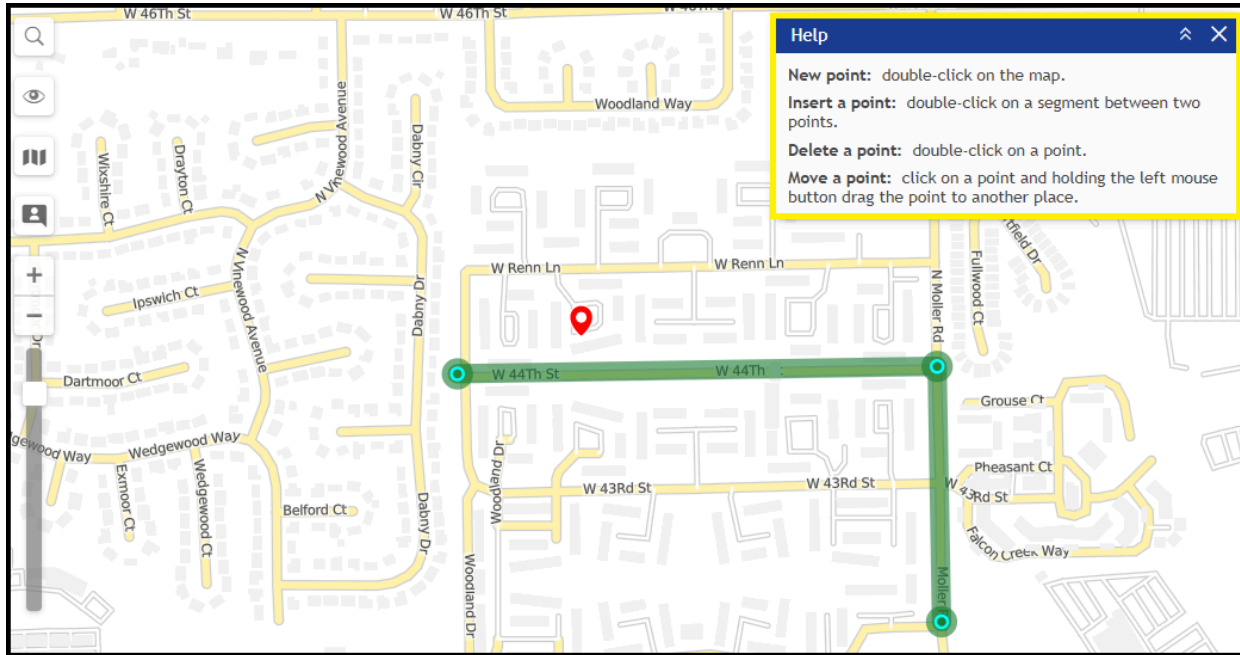 W 46Th St
W 46Th St
Help
New point: double-click on the map.
Insert a point: double-click on a segment between two
points.
Delete a point: double-click on a point.
Move a point: click on a point and holding the left mouse
button drag the point to another place.
Woodland Way
N Vinewood Avenue
Dabny Cir
Drayton Ct
Wixshire Ct
N Vinewood Avenue
Ipswich Ct
Dabny Dr
W Renn Ln
W Renn Ln
N Moller Rd
Fullwood Ct
Dartmoor Ct
W 44Th St
W 44Th
Grouse Ct
Wedgewood Way
Exmoor Ct
Wedgewood Ct
Belford Ct
Dabny Dr
Woodland Dr
Woodland Dr
W 43Rd St
W 43Rd St
W 43Rd St
Pheasant Ct
Falcon Creek Way
Moller